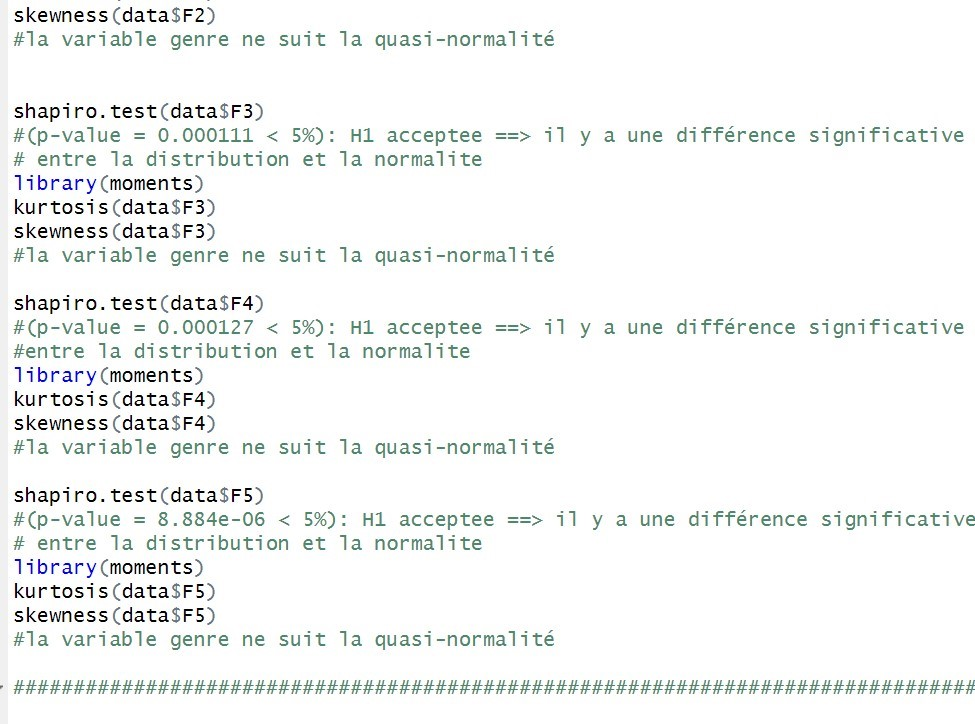 skewness(data$F2)
#la variable genre ne suit la quasi-normalité
shapiro.test(data$F3)
#(p-value = 0.000111 < 5%): H1 acceptee ==> il y a une différence significative
# entre la distribution et la normalite
library(moments)
kurtosis(data$F3)
skewness(data$F3)
#la variable genre ne suit la quasi-normalité
shapiro.test(data$F4)
#(p-value = 0.000127 < 5%): H1 acceptee ==> il y a une différence significative
#entre la distribution et la normalite
library(moments)
kurtosis(data$F4)
skewness(data$F4)
#la variable genre ne suit la quasi-normalité
shapiro.test(data$F5)
#(p-value = 8.884e-06 < 5%): H1 acceptee ==> il y a une différence significative
# entre la distribution et la normalite
library(moments)
kurtosis(data$F5)
skewness(data$F5)
#la variable genre ne suit la quasi-normalité
################################################################################